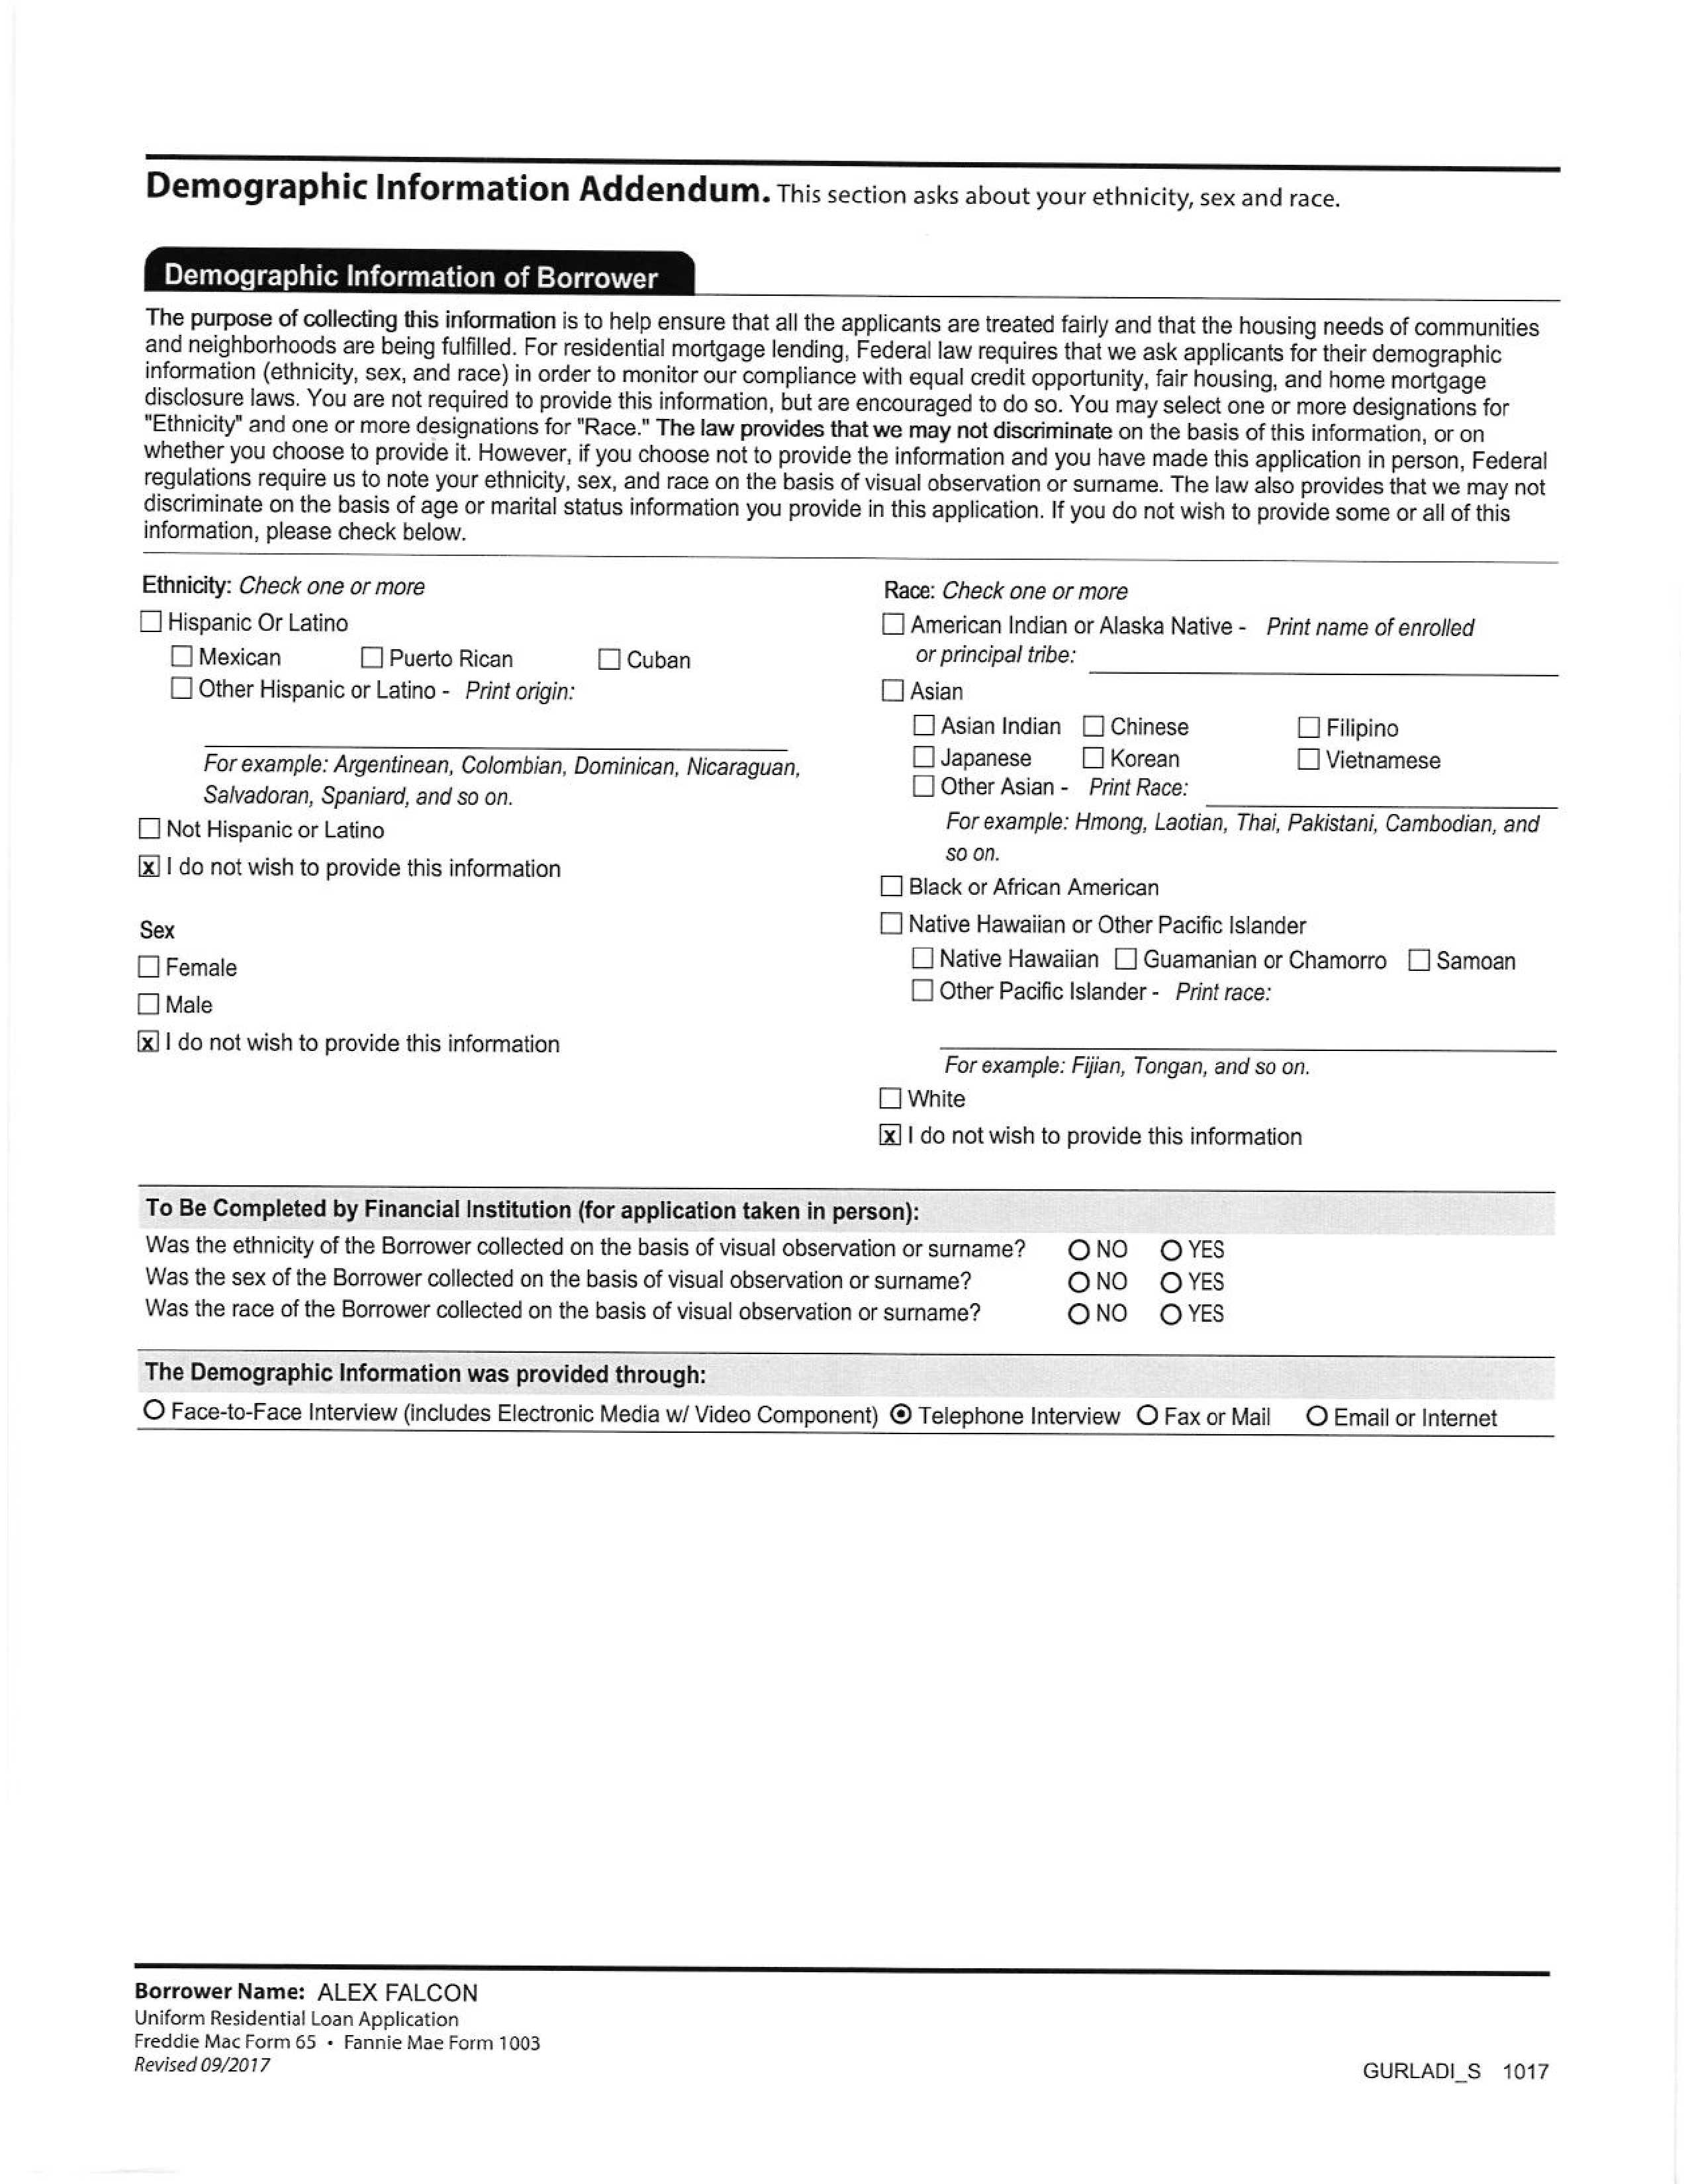 Demographic Information Addendum. This section asks about your ethnicity, sex and race.
Demographic Information of Borrower
The purpose of collecting this information is to help ensure that all the applicants are treated fairly and that the housing needs of communities
and neighborhoods are being fulfilled. For residential mortgage lending, Federal law requires that we ask applicants for their demographic
information (ethnicity, sex, and race) in order to monitor our compliance with equal credit opportunity, fair housing, and home mortgage
disclosure laws. You are not required to provide this information, but are encouraged to do so. You may select one or more designations for
"Ethnicity" and one or more designations for "Race." The law provides that we may not discriminate on the basis of this information, or on
whether you choose to provide it. However, if you choose not to provide the information and you have made this application in person, Federal
regulations require us to note your ethnicity, sex, and race on the basis of visual observation or surname. The law also provides that we may not
discriminate on the basis of age or marital status information you provide in this application. If you do not wish to provide some or all of this
information, please check below.
Ethnicity: Check one or more
☐ Hispanic Or Latino
☐ Mexican ☐ Puerto Rican ☐ Cuban
☐ Other Hispanic or Latino - Print origin:
For example: Argentinean, Colombian, Dominican, Nicaraguan,
Salvadoran, Spaniard, and so on.
☐ Not Hispanic or Latino
☒ I do not wish to provide this information
Sex
☐ Female
☐ Male
☒ I do not wish to provide this information
Race: Check one or more
☐ American Indian or Alaska Native - Print name of enrolled
or principal tribe:
☐ Asian
☐ Asian Indian ☐ Chinese ☐ Filipino
☐ Japanese ☐ Korean ☐ Vietnamese
☐ Other Asian - Print Race:
For example: Hmong, Laotian, Thai, Pakistani, Cambodian, and
so on.
☐ Black or African American
☐ Native Hawaiian or Other Pacific Islander
☐ Native Hawaiian ☐ Guamanian or Chamorro ☐ Samoan
☐ Other Pacific Islander - Print race:
For example: Fijian, Tongan, and so on.
☐ White
☒ I do not wish to provide this information
To Be Completed by Financial Institution (for application taken in person):
Was the ethnicity of the Borrower collected on the basis of visual observation or surname? ○ NO ○ YES
Was the sex of the Borrower collected on the basis of visual observation or surname? ○ NO ○ YES
Was the race of the Borrower collected on the basis of visual observation or surname? ○ NO ○ YES
The Demographic Information was provided through:
○ Face-to-Face Interview (includes Electronic Media w/ Video Component) ◉ Telephone Interview ○ Fax or Mail ○ Email or Internet
Borrower Name: ALEX FALCON
Uniform Residential Loan Application
Freddie Mac Form 65 • Fannie Mae Form 1003
Revised 09/2017
GURLADI_S 1017